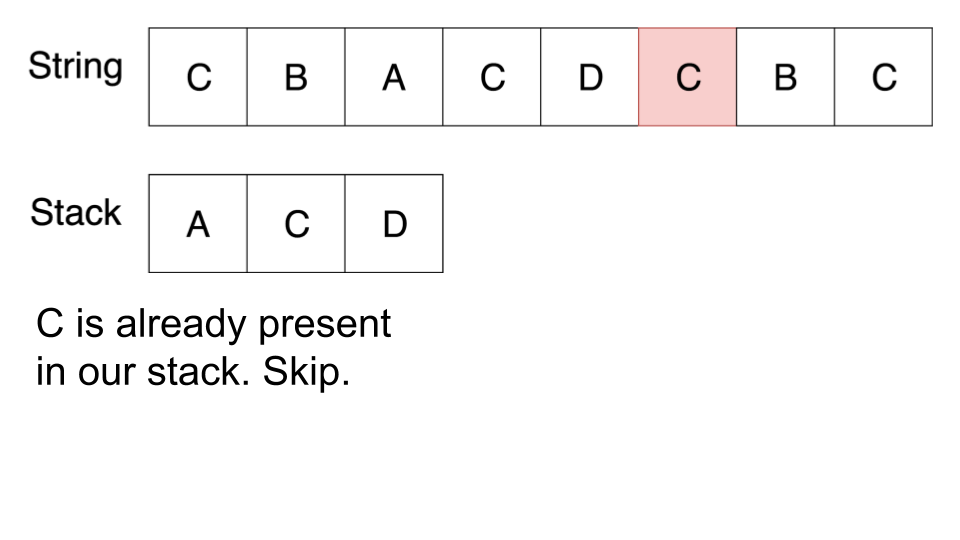 String C B A C D C B C
Stack A C D
C is already present
in our stack. Skip.